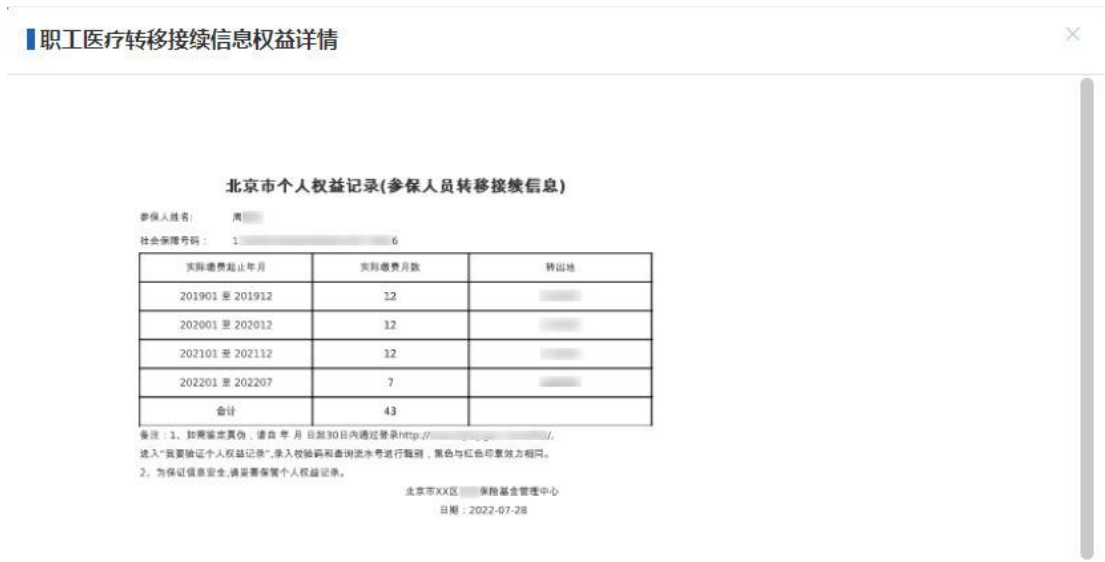 职工医疗转移接续信息权益详情
北京市个人权益记录(参保人员转移接续信息)
参保人姓名: 周
社会保障号码: 1 6
实际缴费起止年月 实际缴费月数 转出地
201901 至 201912 12
202001 至 202012 12
202101 至 202112 12
202201 至 202207 7
合计 43
备注:1、如需鉴定真伪,请自 年 月 日起30日内通过登录http:// /,
进入“我要验证个人权益记录”,录入校验码和查询流水号进行甄别,黑色与红色印章效力相同。
2、为保证信息安全,请妥善保管个人权益记录。
北京市XX区 保险基金管理中心
日期:2022-07-28